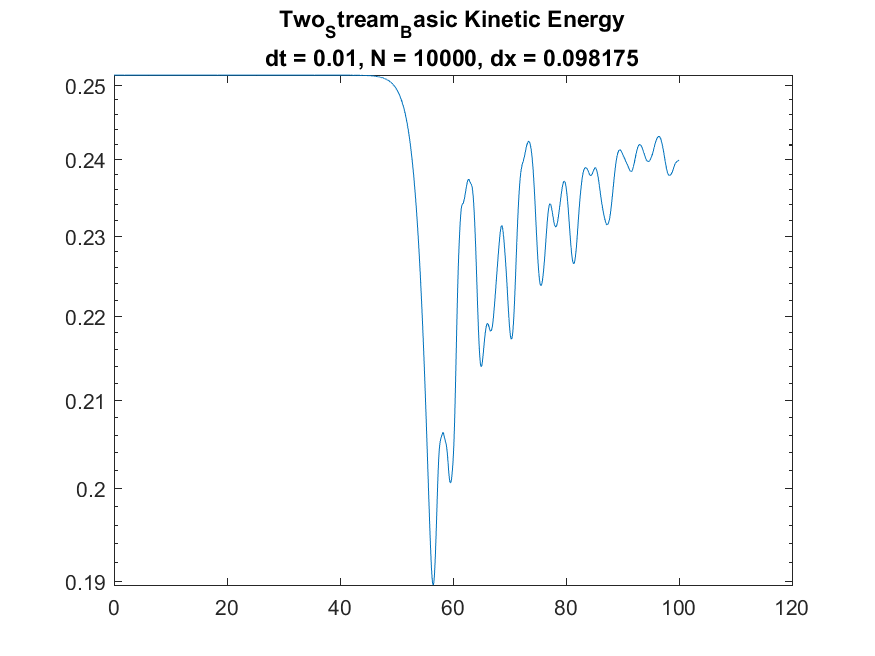 Two_Stream_Basic Kinetic Energy
dt = 0.01, N = 10000, dx = 0.098175
0.25
0.24
0.23
0.22
0.21
0.2
0.19
0 20 40 60 80 100 120